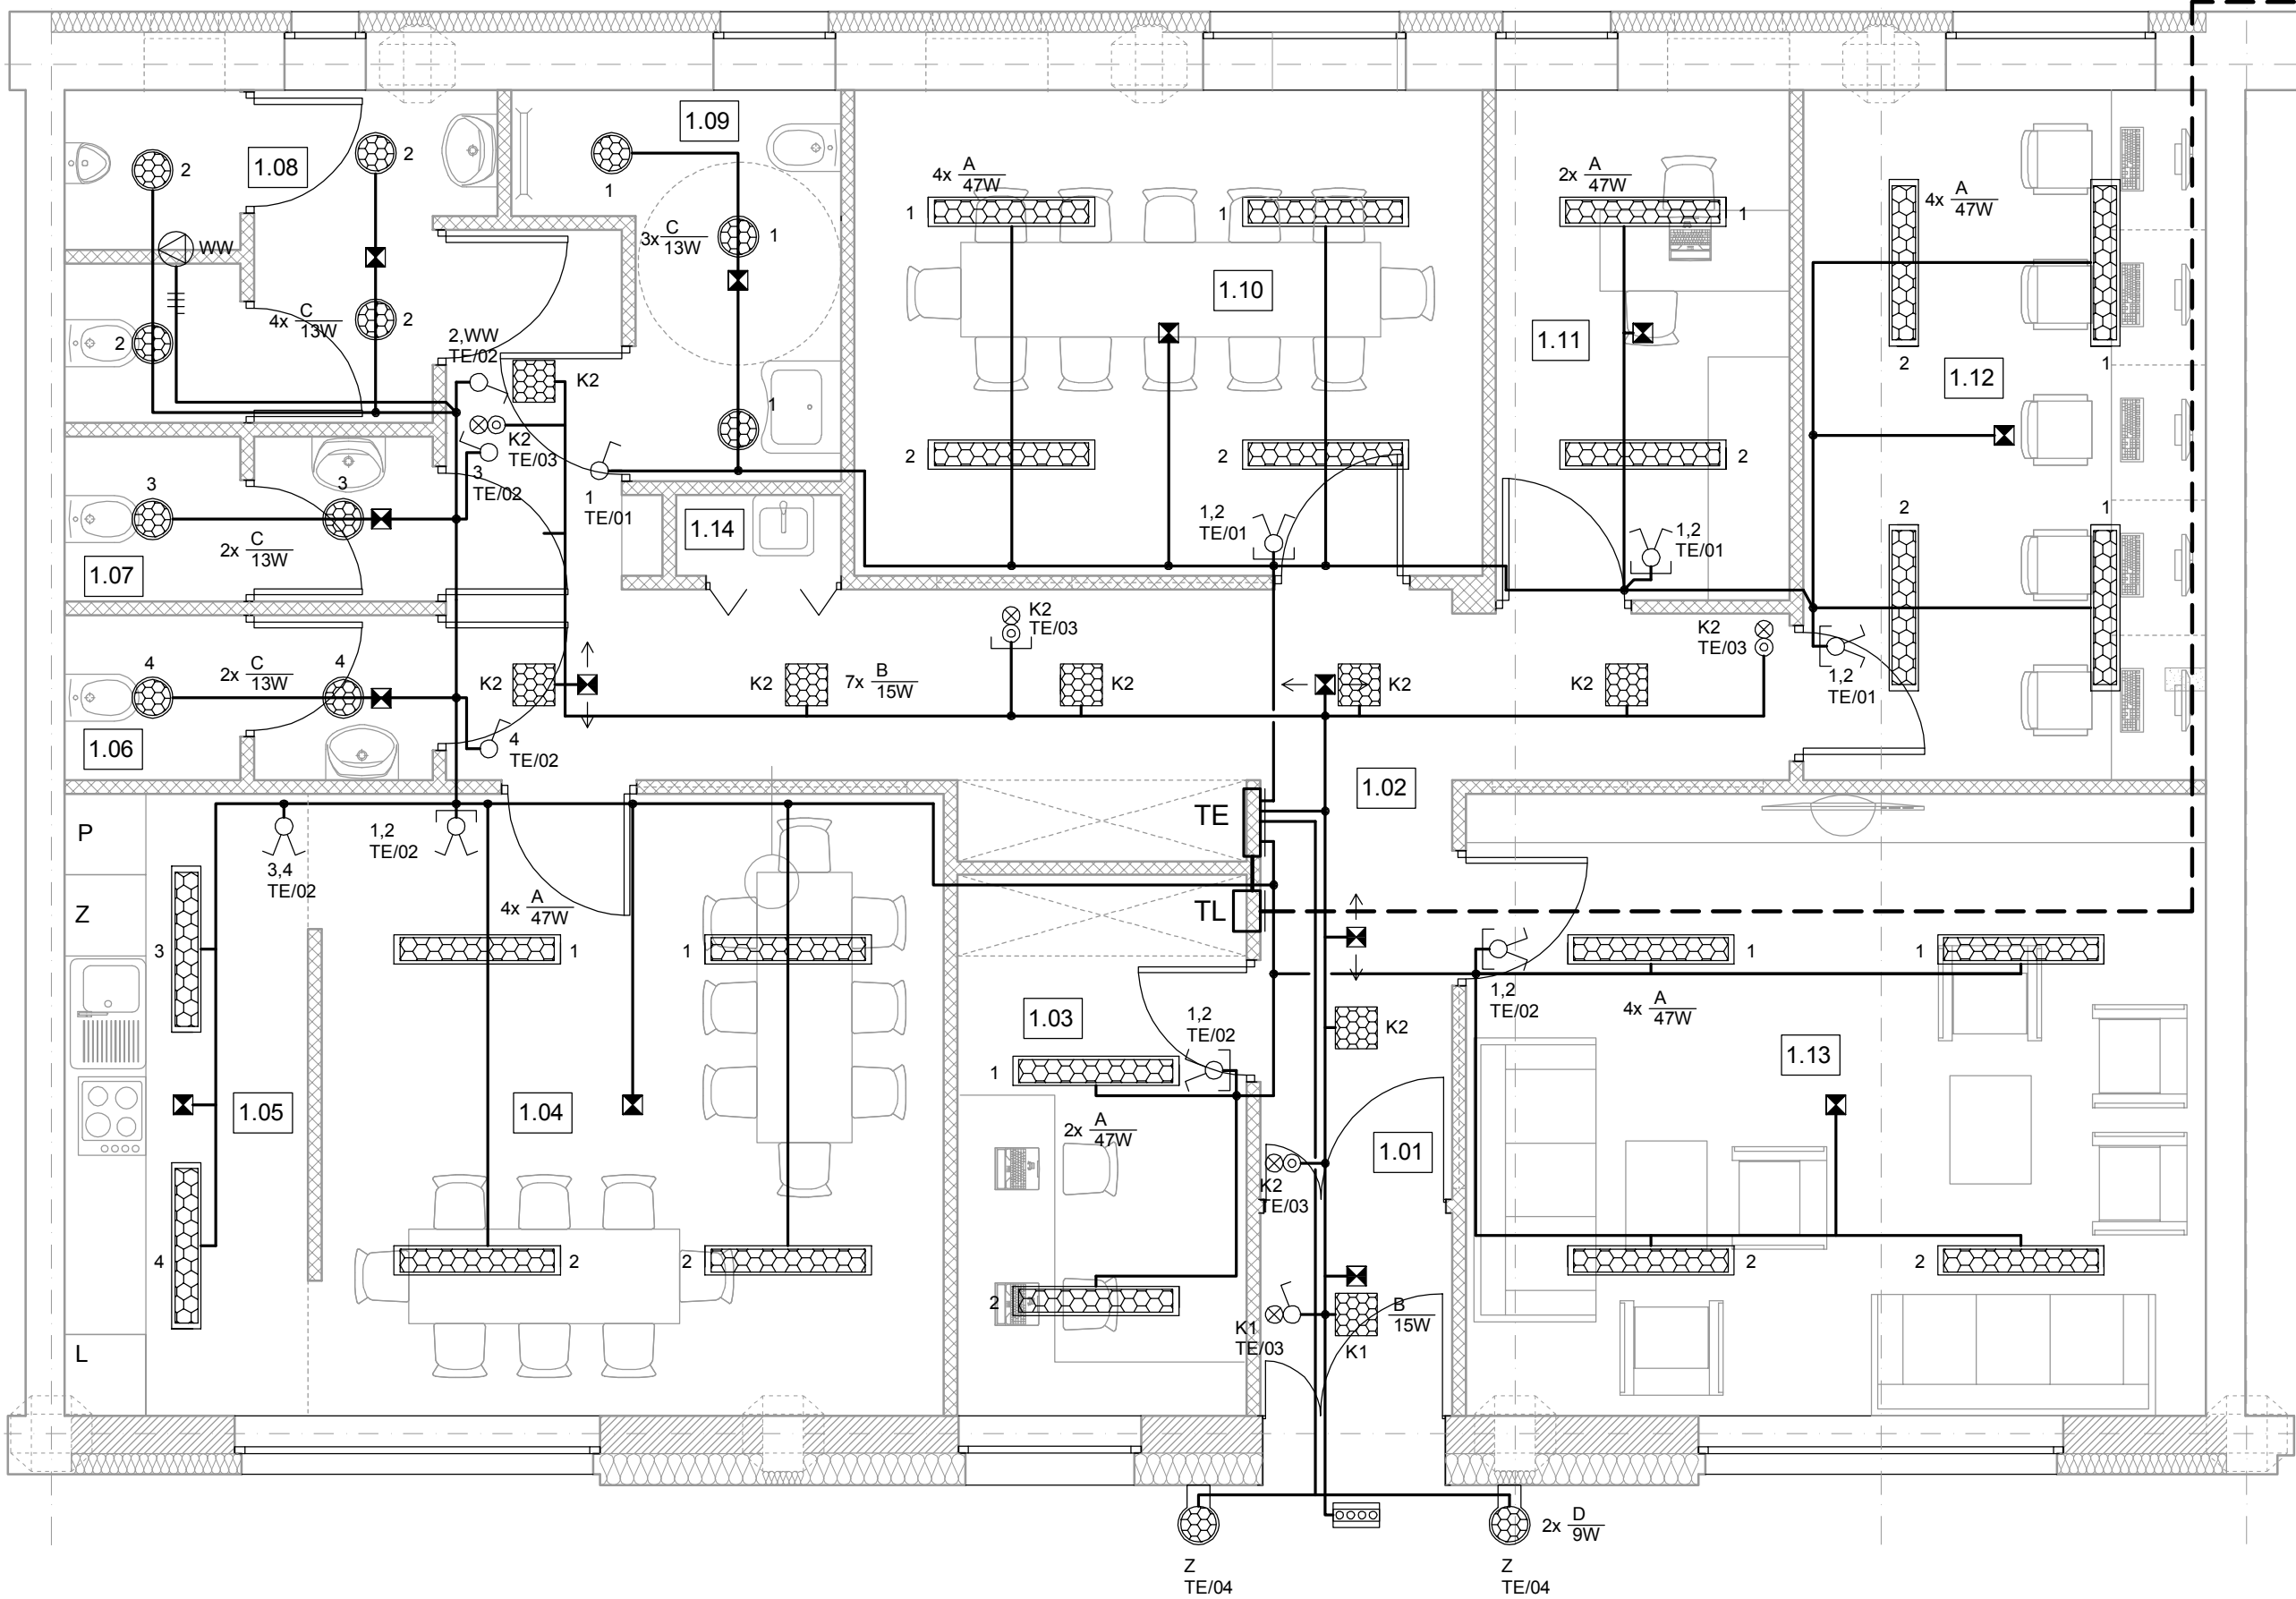 1.09
1.08
2
2
1
4x A
47W
2x A
47W
4x A
47W
1
1
1
3x C
13W
1
WW
1.10
4x C
13W
2
2
2,WW
TE/02
K2
1.11
2
1
1.12
1
K2
TE/03
3
TE/02
2
2
2
3
3
1
TE/01
1.14
1,2
TE/01
1,2
TE/01
2
1
2x C
13W
1.07
K2
TE/03
K2
TE/03
4
4
2x C
13W
K2
K2
7x B
15W
K2
K2
K2
1,2
TE/01
1.06
4
TE/02
1.02
TE
P
1,2
TE/02
3,4
TE/02
Z
4x A
47W
TL
3
1
1
1
1
1,2
TE/02
4x A
47W
1.03
1,2
TE/02
K2
1.13
1
1.05
1.04
2x A
47W
1.01
K2
TE/03
4
2
2
2
2
2
K1
TE/03
B
15W
K1
L
2x D
9W
Z
TE/04
Z
TE/04